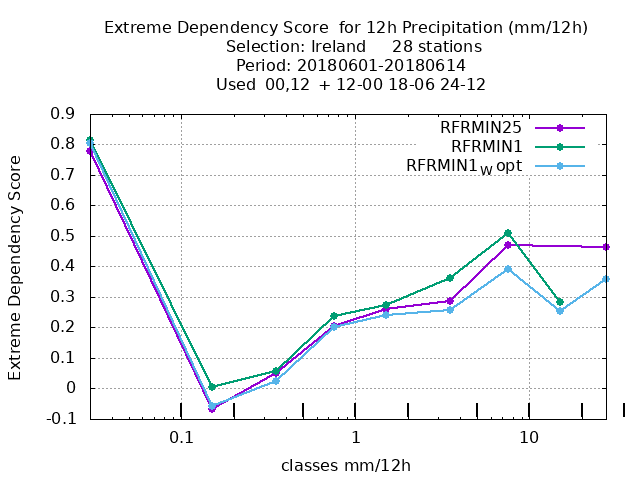 Extreme Dependency Score  for 12h Precipitation (mm/12h)
Selection: Ireland     28 stations
Period: 20180601-20180614
Used  00,12  + 12-00 18-06 24-12
RFRMIN25
RFRMIN1
RFRMIN1W opt
Extreme Dependency Score
0.9
0.8
0.7
0.6
0.5
0.4
0.3
0.2
0.1
0
-0.1
0.1
1
10
classes mm/12h